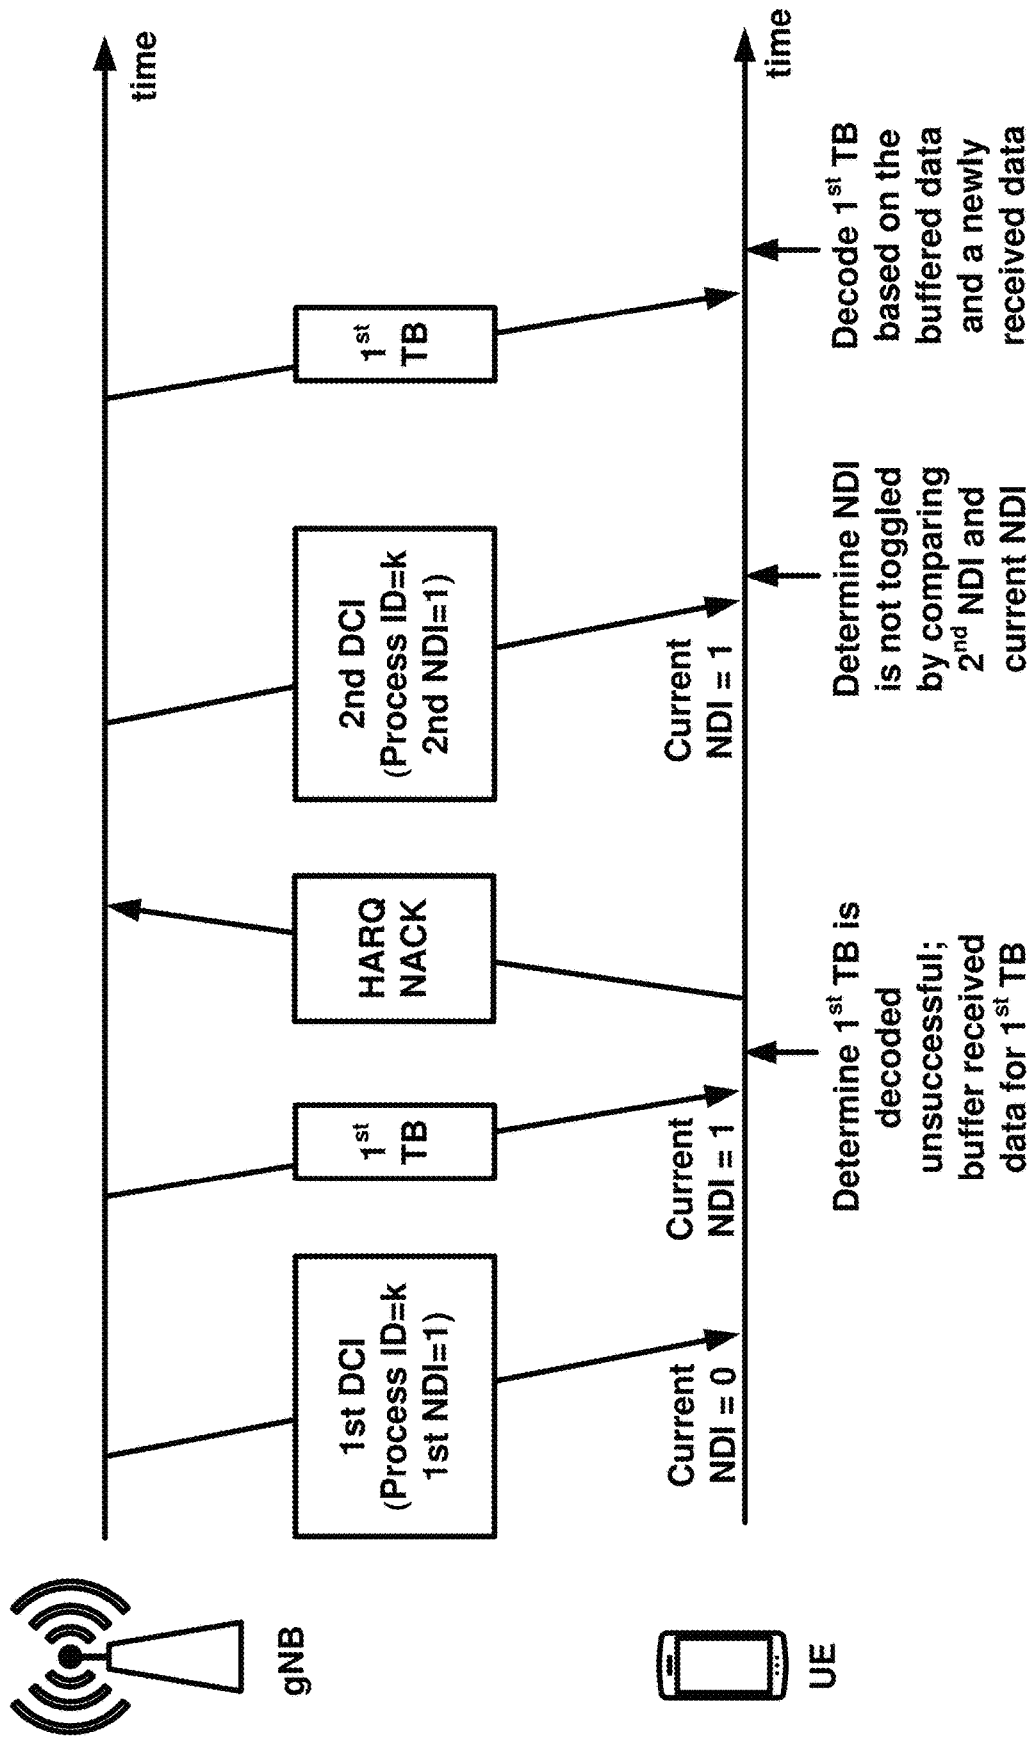 gNB
time
1st DCI
(Process ID=k
1st NDI=1)
1st
TB
HARQ
NACK
2nd DCI
(Process ID=k
2nd NDI=1)
1st
TB
UE
time
Current
NDI = 0
Current
NDI = 1
Current
NDI = 1
Determine 1st TB is
decoded
unsuccessful;
buffer received
data for 1st TB
Determine NDI
is not toggled
by comparing
2nd NDI and
current NDI
Decode 1st TB
based on the
buffered data
and a newly
received data